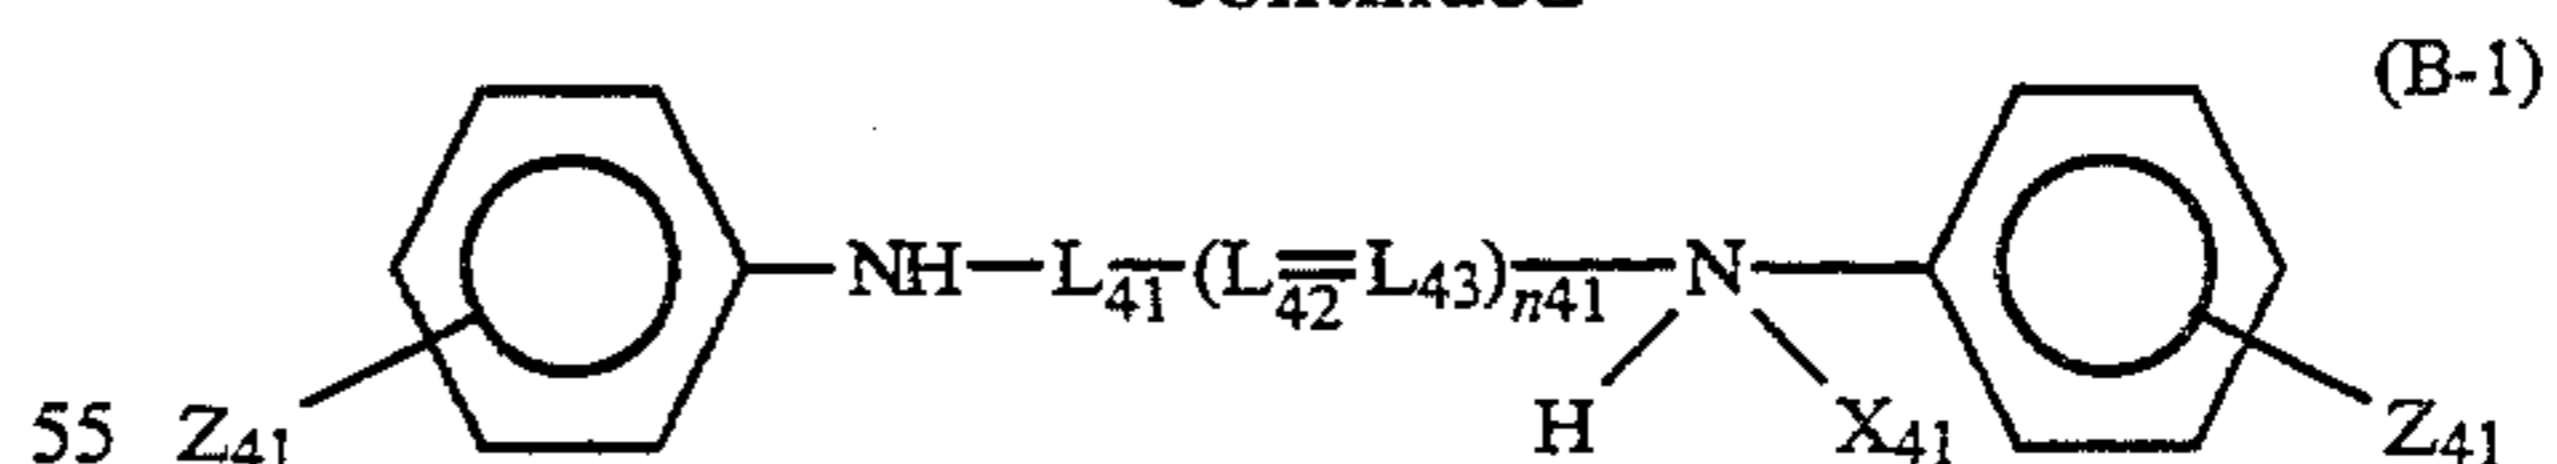 (B-1)
NH—L41—(L42=L43)n41—N
H X41
55 Z41 Z41